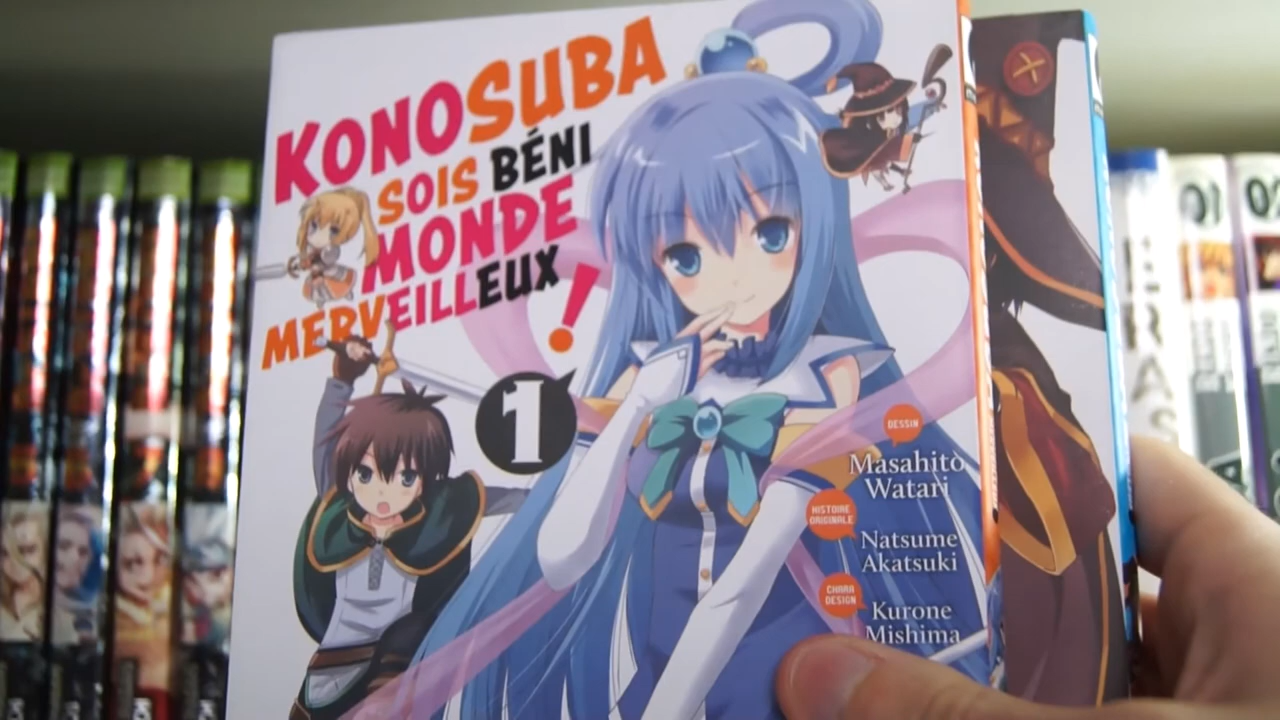 KONOSUBA
SOIS BÉNI
MONDE
MERVEILLEUX
!
1
DESSIN
Masahito
Watari
HISTOIRE
ORIGINALE
Natsume
Akatsuki
CHARA
DESIGN
Kurone
Mishima
01